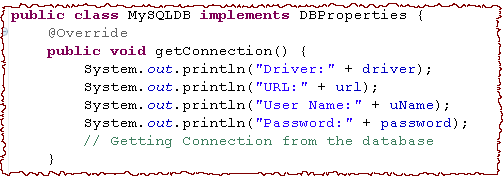 public class MySQLDB implements DBProperties {
@Override
public void getConnection() {
System.out.println("Driver:" + driver);
System.out.println("URL:" + url);
System.out.println("User Name:" + uName);
System.out.println("Password:" + password);
// Getting Connection from the database
}